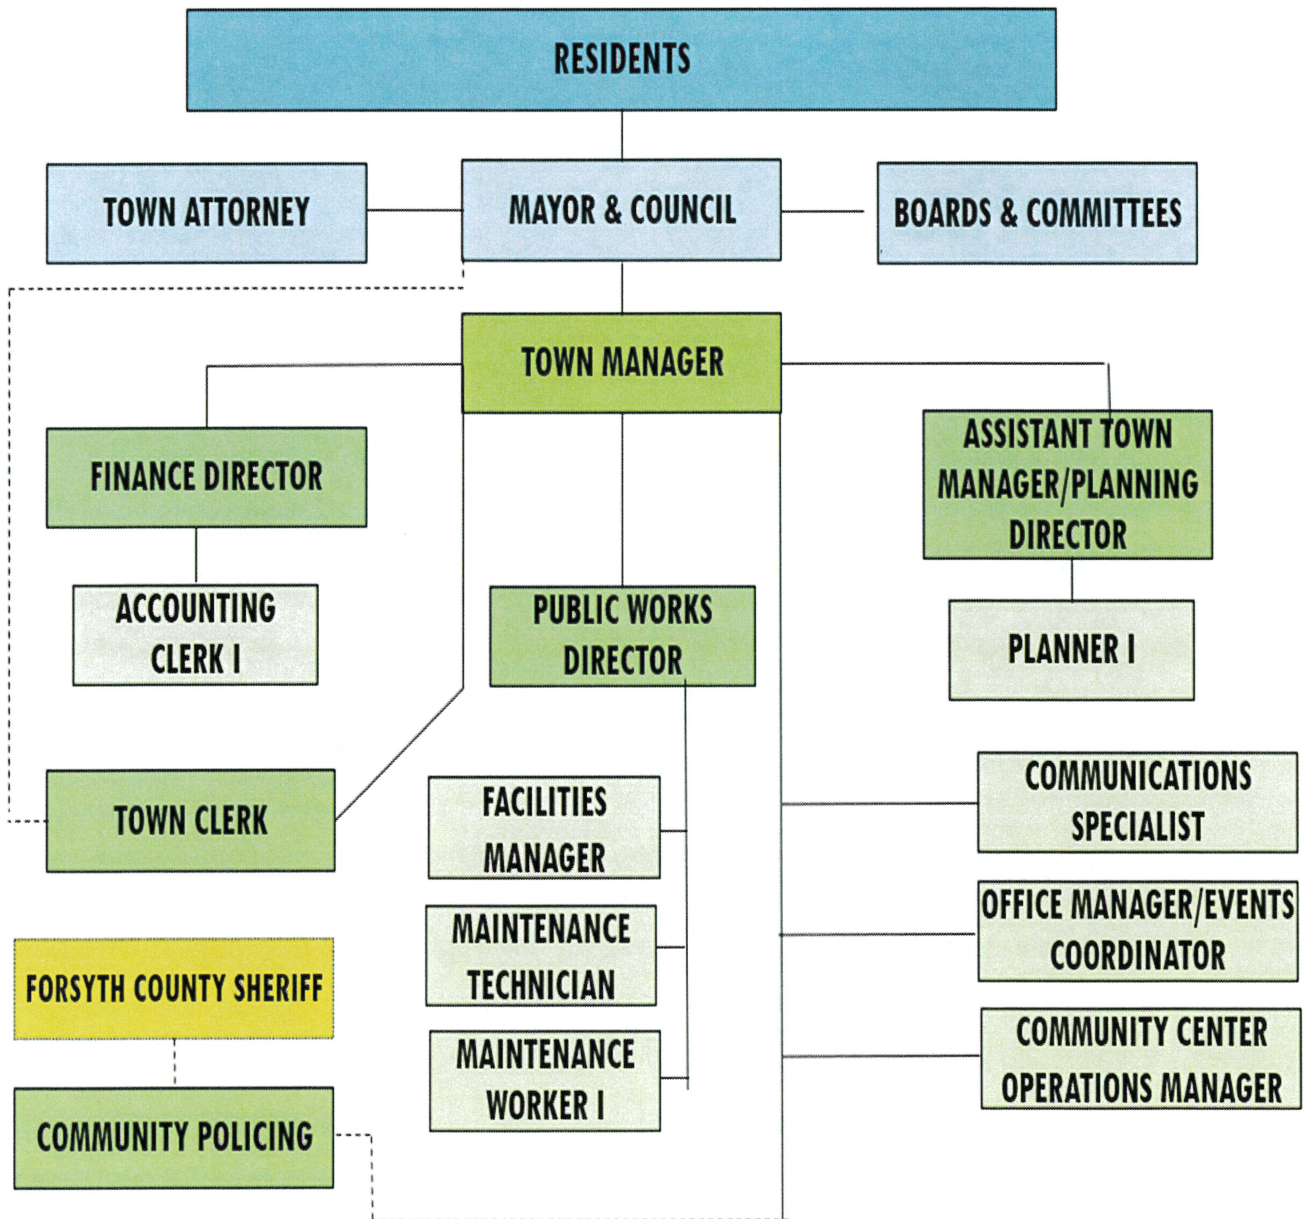 RESIDENTS
TOWN ATTORNEY
MAYOR & COUNCIL
BOARDS & COMMITTEES
TOWN MANAGER
FINANCE DIRECTOR
ASSISTANT TOWN
MANAGER/PLANNING
DIRECTOR
ACCOUNTING
CLERK I
PUBLIC WORKS
DIRECTOR
PLANNER I
TOWN CLERK
FACILITIES
MANAGER
COMMUNICATIONS
SPECIALIST
MAINTENANCE
TECHNICIAN
OFFICE MANAGER/EVENTS
COORDINATOR
FORSYTH COUNTY SHERIFF
MAINTENANCE
WORKER I
COMMUNITY CENTER
OPERATIONS MANAGER
COMMUNITY POLICING